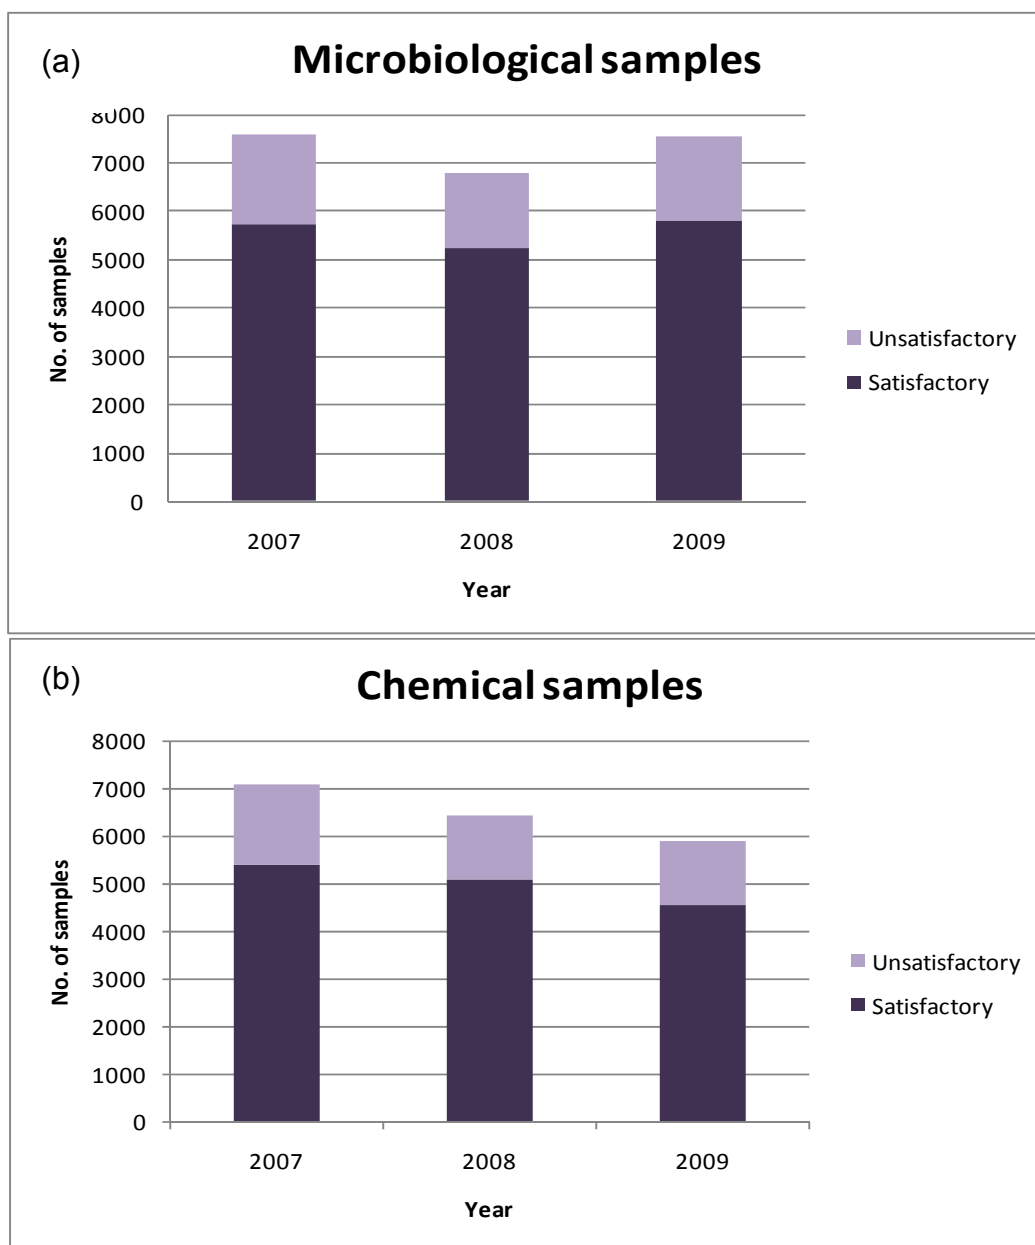 (a)
Microbiological samples
8000
7000
6000
5000
4000
3000
2000
1000
0
No. of samples
2007 2008 2009
Year
Unsatisfactory
Satisfactory
(b)
Chemical samples
8000
7000
6000
5000
4000
3000
2000
1000
0
No. of samples
2007 2008 2009
Year
Unsatisfactory
Satisfactory